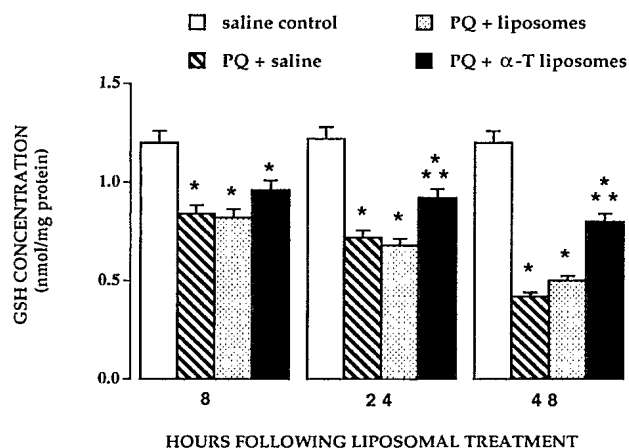 saline control
PQ + liposomes
PQ + saline
PQ + α-T liposomes
GSH CONCENTRATION
(nmol/mg protein)
1.5
1.0
0.5
0.0
* * *
* * * **
* * * **
8 24 48
HOURS FOLLOWING LIPOSOMAL TREATMENT